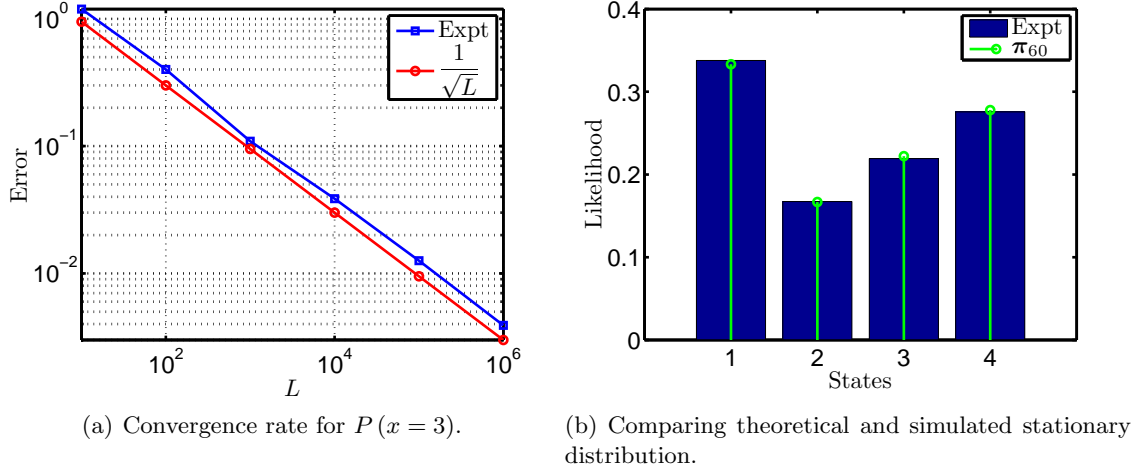 10^0
10^{-1}
10^{-2}
Error
Expt
1
√L
10^2
10^4
10^6
L
(a) Convergence rate for P (x = 3).
0.4
0.3
0.2
0.1
0
Likelihood
Expt
π_{60}
1 2 3 4
States
(b) Comparing theoretical and simulated stationary
distribution.